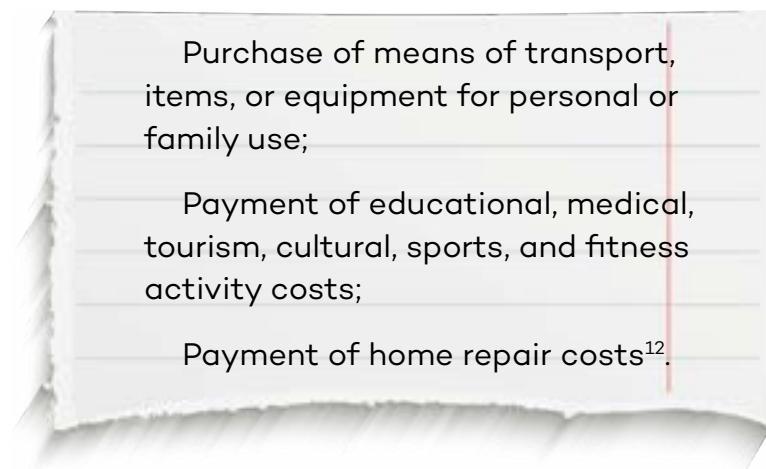 Purchase of means of transport,
items, or equipment for personal or
family use;
Payment of educational, medical,
tourism, cultural, sports, and fitness
activity costs;
Payment of home repair costs¹².